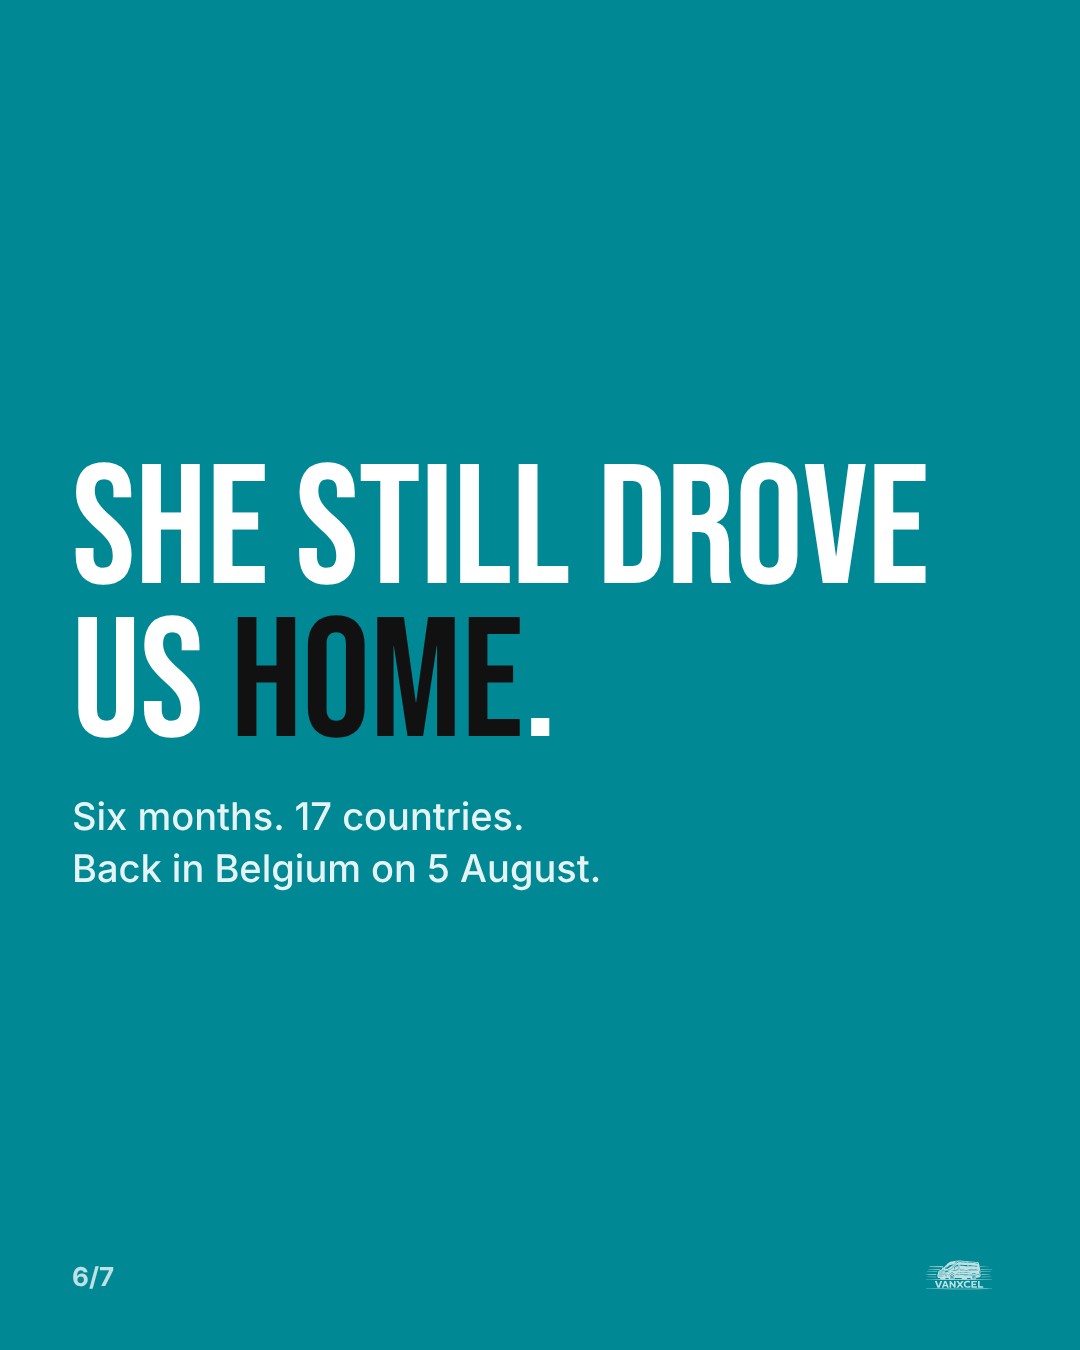 SHE STILL DROVE
US HOME.
Six months. 17 countries.
Back in Belgium on 5 August.
6/7
VANXCEL